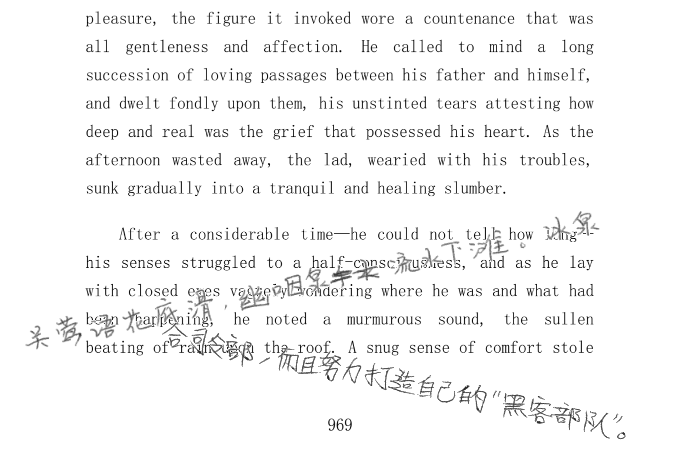 pleasure, the figure it invoked wore a countenance that was
all gentleness and affection. He called to mind a long
succession of loving passages between his father and himself,
and dwelt fondly upon them, his unstinted tears attesting how
deep and real was the grief that possessed his heart. As the
afternoon wasted away, the lad, wearied with his troubles,
sunk gradually into a tranquil and healing slumber.
After a considerable time—he could not tell how long—
his senses struggled to a half-consciousness, and as he lay
with closed eyes vaguely wondering where he was and what had
been happening, he noted a murmurous sound, the sullen
beating of rain upon the roof. A snug sense of comfort stole
莺语花底滑，幽咽泉流水下滩。冰泉
合司令部，而且努力打造自己的“黑客部队”。
969